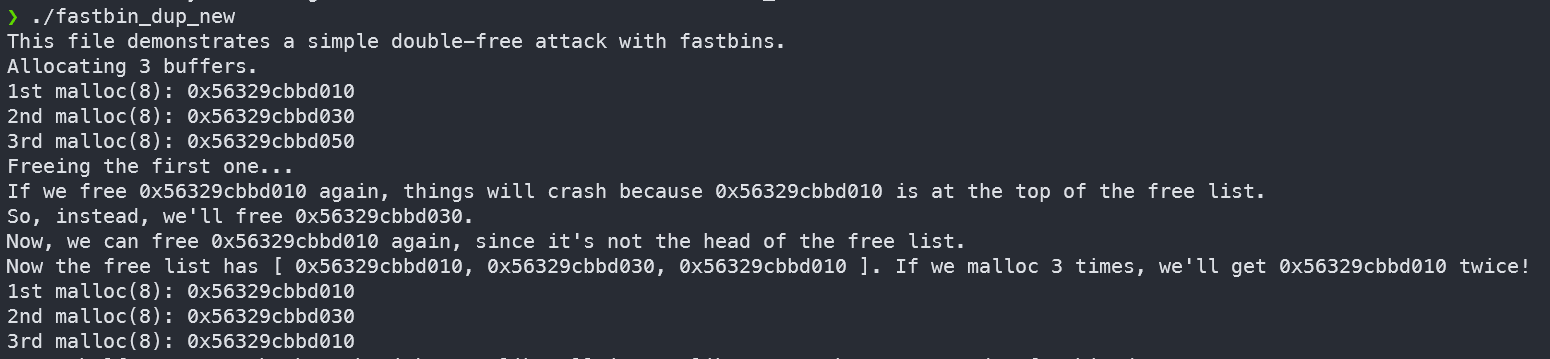 ❯ ./fastbin_dup_new
This file demonstrates a simple double-free attack with fastbins.
Allocating 3 buffers.
1st malloc(8): 0x56329cbbd010
2nd malloc(8): 0x56329cbbd030
3rd malloc(8): 0x56329cbbd050
Freeing the first one...
If we free 0x56329cbbd010 again, things will crash because 0x56329cbbd010 is at the top of the free list.
So, instead, we'll free 0x56329cbbd030.
Now, we can free 0x56329cbbd010 again, since it's not the head of the free list.
Now the free list has [ 0x56329cbbd010, 0x56329cbbd030, 0x56329cbbd010 ]. If we malloc 3 times, we'll get 0x56329cbbd010 twice!
1st malloc(8): 0x56329cbbd010
2nd malloc(8): 0x56329cbbd030
3rd malloc(8): 0x56329cbbd010